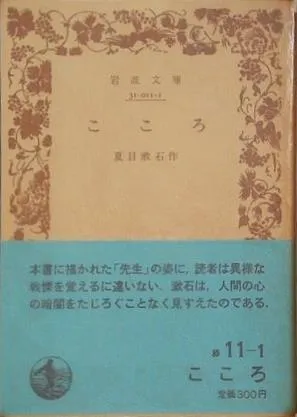 岩波文庫
31-011-1
こころ
夏目漱石作
本書に描かれた「先生」の姿に,読者は異様な
戦慄を覚えるに違いない.漱石は,人間の心
の暗闇をたじろぐことなく見すえたのである.
11-1
こころ
定価300円